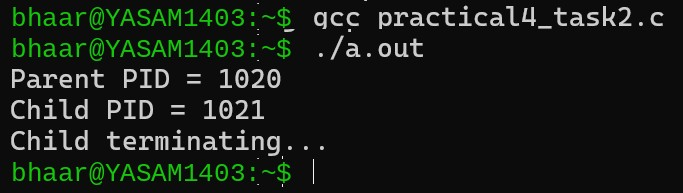 bhaar@YASAM1403:~$ gcc practical4_task2.c
bhaar@YASAM1403:~$ ./a.out
Parent PID = 1020
Child PID = 1021
Child terminating...
bhaar@YASAM1403:~$